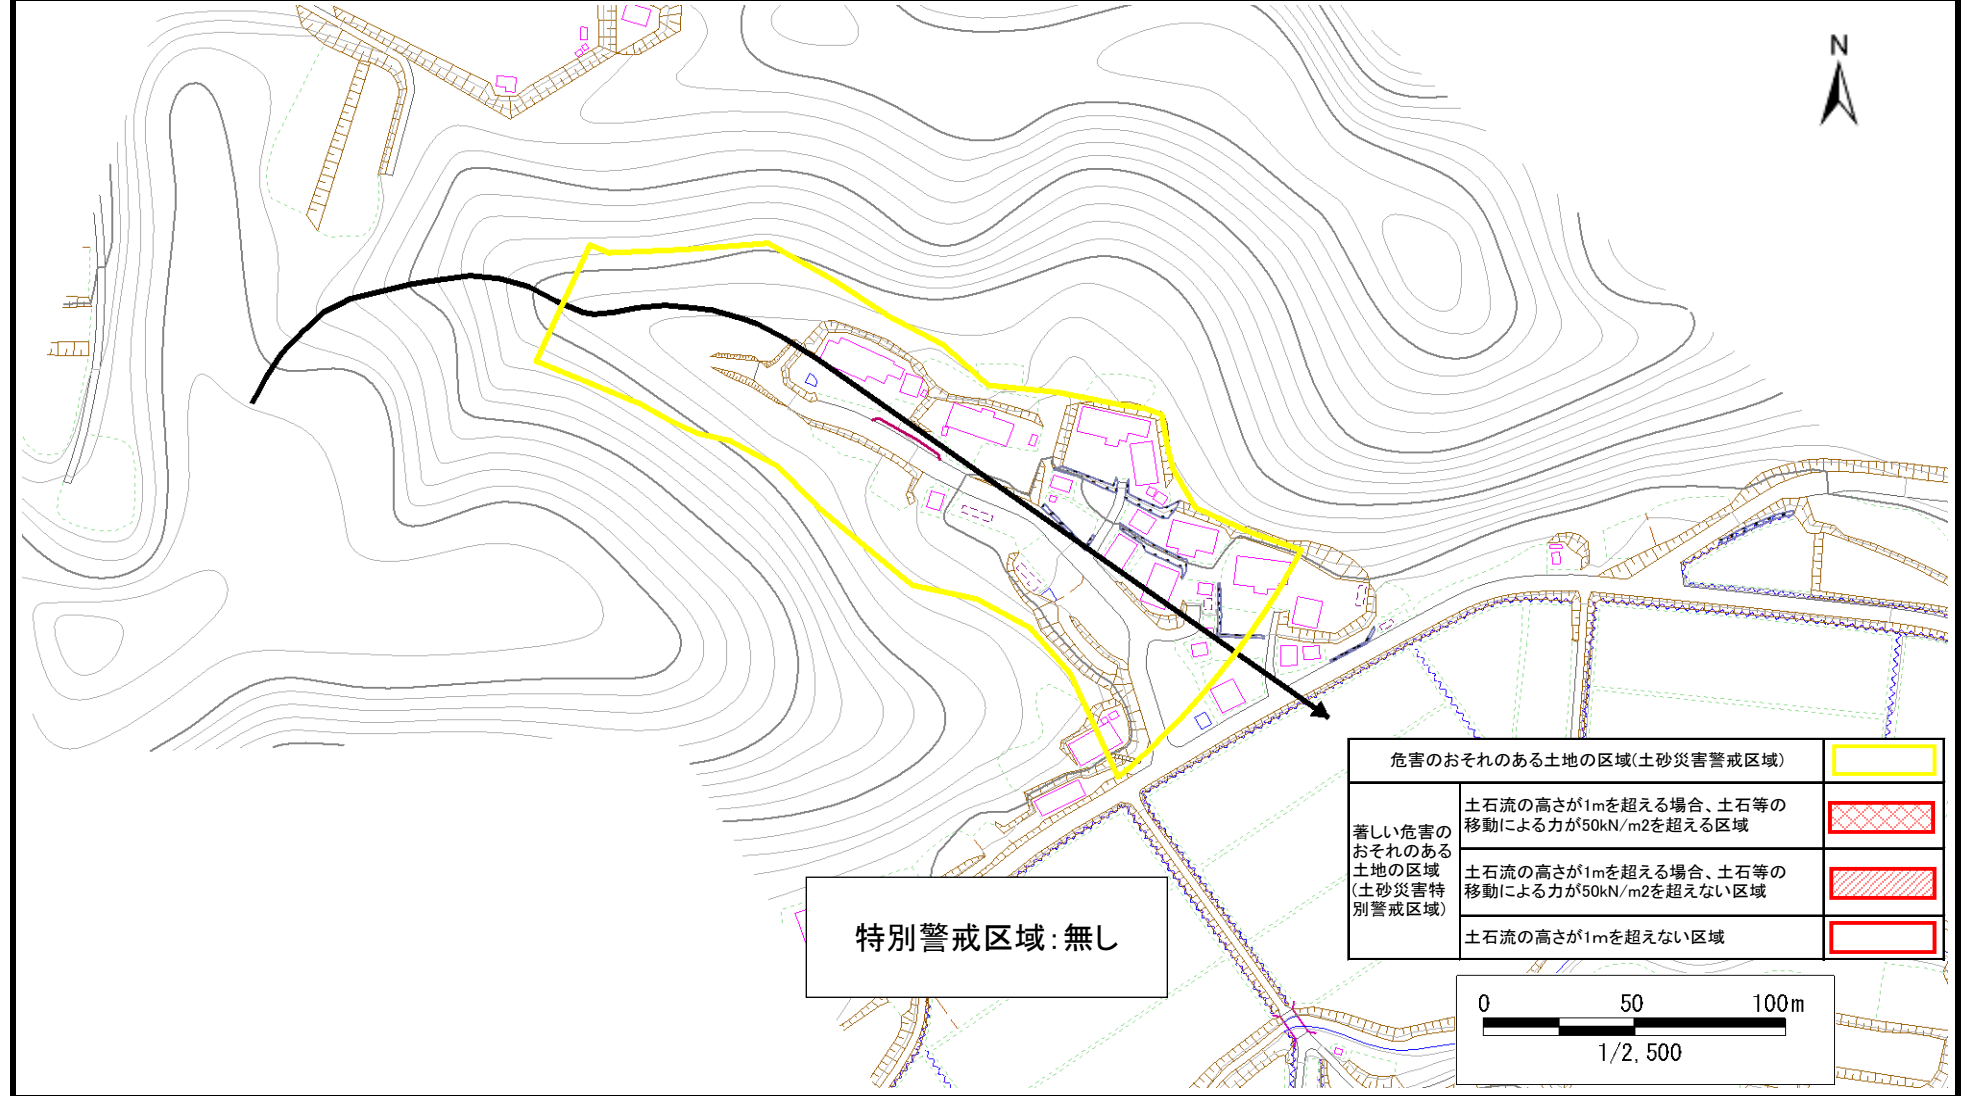 N
危害のおそれのある土地の区域(土砂災害警戒区域)
著しい危害の
おそれのある
土地の区域
(土砂災害特
別警戒区域)
土石流の高さが1mを超える場合、土石等の
移動による力が50kN/m2を超える区域
土石流の高さが1mを超える場合、土石等の
移動による力が50kN/m2を超えない区域
土石流の高さが1mを超えない区域
特別警戒区域:無し
0 50 100m
1/2,500